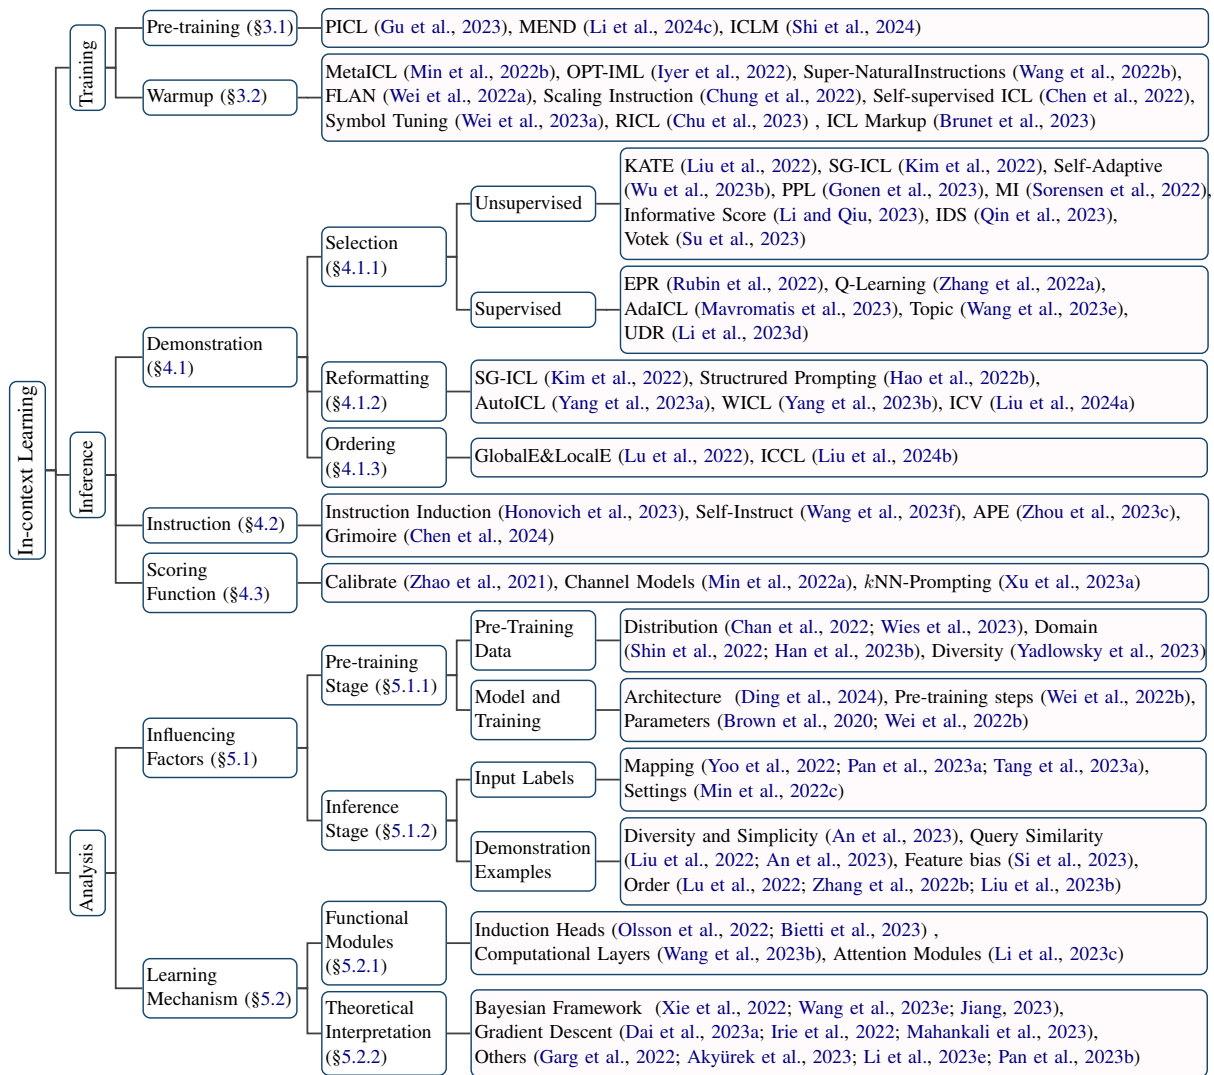 In-context Learning
Training
Pre-training (§3.1)
PICL (Gu et al., 2023), MEND (Li et al., 2024c), ICLM (Shi et al., 2024)
Warmup (§3.2)
MetaICL (Min et al., 2022b), OPT-IML (Iyer et al., 2022), Super-NaturalInstructions (Wang et al., 2022b),
FLAN (Wei et al., 2022a), Scaling Instruction (Chung et al., 2022), Self-supervised ICL (Chen et al., 2022),
Symbol Tuning (Wei et al., 2023a), RICL (Chu et al., 2023) , ICL Markup (Brunet et al., 2023)
Inference
Demonstration
(§4.1)
Selection
(§4.1.1)
Unsupervised
KATE (Liu et al., 2022), SG-ICL (Kim et al., 2022), Self-Adaptive
(Wu et al., 2023b), PPL (Gonen et al., 2023), MI (Sorensen et al., 2022),
Informative Score (Li and Qiu, 2023), IDS (Qin et al., 2023),
Votek (Su et al., 2023)
Supervised
EPR (Rubin et al., 2022), Q-Learning (Zhang et al., 2022a),
AdaICL (Mavromatis et al., 2023), Topic (Wang et al., 2023e),
UDR (Li et al., 2023d)
Reformatting
(§4.1.2)
SG-ICL (Kim et al., 2022), Structrured Prompting (Hao et al., 2022b),
AutoICL (Yang et al., 2023a), WICL (Yang et al., 2023b), ICV (Liu et al., 2024a)
Ordering
(§4.1.3)
GlobalE&LocalE (Lu et al., 2022), ICCL (Liu et al., 2024b)
Instruction (§4.2)
Instruction Induction (Honovich et al., 2023), Self-Instruct (Wang et al., 2023f), APE (Zhou et al., 2023c),
Grimoire (Chen et al., 2024)
Scoring
Function (§4.3)
Calibrate (Zhao et al., 2021), Channel Models (Min et al., 2022a), kNN-Prompting (Xu et al., 2023a)
Analysis
Influencing
Factors (§5.1)
Pre-training
Stage (§5.1.1)
Pre-Training
Data
Distribution (Chan et al., 2022; Wies et al., 2023), Domain
(Shin et al., 2022; Han et al., 2023b), Diversity (Yadlowsky et al., 2023)
Model and
Training
Architecture (Ding et al., 2024), Pre-training steps (Wei et al., 2022b),
Parameters (Brown et al., 2020; Wei et al., 2022b)
Inference
Stage (§5.1.2)
Input Labels
Mapping (Yoo et al., 2022; Pan et al., 2023a; Tang et al., 2023a),
Settings (Min et al., 2022c)
Demonstration
Examples
Diversity and Simplicity (An et al., 2023), Query Similarity
(Liu et al., 2022; An et al., 2023), Feature bias (Si et al., 2023),
Order (Lu et al., 2022; Zhang et al., 2022b; Liu et al., 2023b)
Learning
Mechanism (§5.2)
Functional
Modules
(§5.2.1)
Induction Heads (Olsson et al., 2022; Bietti et al., 2023) ,
Computational Layers (Wang et al., 2023b), Attention Modules (Li et al., 2023c)
Theoretical
Interpretation
(§5.2.2)
Bayesian Framework (Xie et al., 2022; Wang et al., 2023e; Jiang, 2023),
Gradient Descent (Dai et al., 2023a; Irie et al., 2022; Mahankali et al., 2023),
Others (Garg et al., 2022; Akyürek et al., 2023; Li et al., 2023e; Pan et al., 2023b)